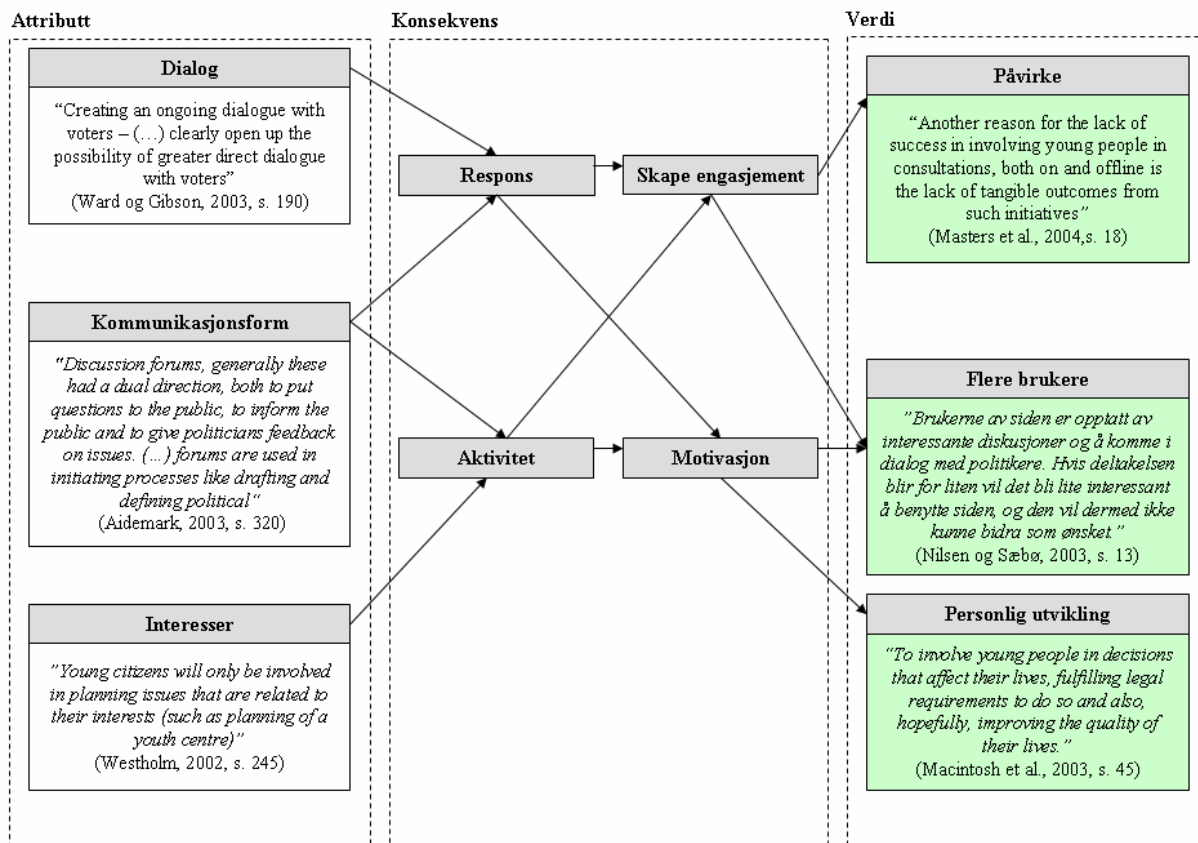 Attributt
Dialog
“Creating an ongoing dialogue with
voters – (…) clearly open up the
possibility of greater direct dialogue
with voters”
(Ward og Gibson, 2003, s. 190)
Kommunikasjonsform
“Discussion forums, generally these
had a dual direction, both to put
questions to the public, to inform the
public and to give politicians feedback
on issues. (…) forums are used in
initiating processes like drafting and
defining political“
(Aidemark, 2003, s. 320)
Interesser
”Young citizens will only be involved
in planning issues that are related to
their interests (such as planning of a
youth centre)”
(Westholm, 2002, s. 245)
Konsekvens
Respons
Skape engasjement
Aktivitet
Motivasjon
Verdi
Påvirke
“Another reason for the lack of
success in involving young people in
consultations, both on and offline is
the lack of tangible outcomes from
such initiatives”
(Masters et al., 2004,s. 18)
Flere brukere
”Brukerne av siden er opptatt av
interessante diskusjoner og å komme i
dialog med politikere. Hvis deltakelsen
blir for liten vil det bli lite interessant
å benytte siden, og den vil dermed ikke
kunne bidra som ønsket.”
(Nilsen og Sæbø, 2003, s. 13)
Personlig utvikling
“To involve young people in decisions
that affect their lives, fulfilling legal
requirements to do so and also,
hopefully, improving the quality of
their lives.”
(Macintosh et al., 2003, s. 45)